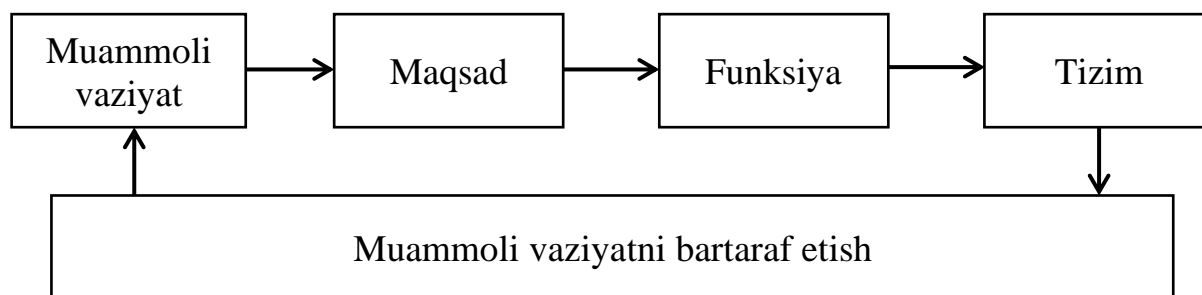 Muammoli
vaziyat
Maqsad
Funksiya
Tizim
Muammoli vaziyatni bartaraf etish